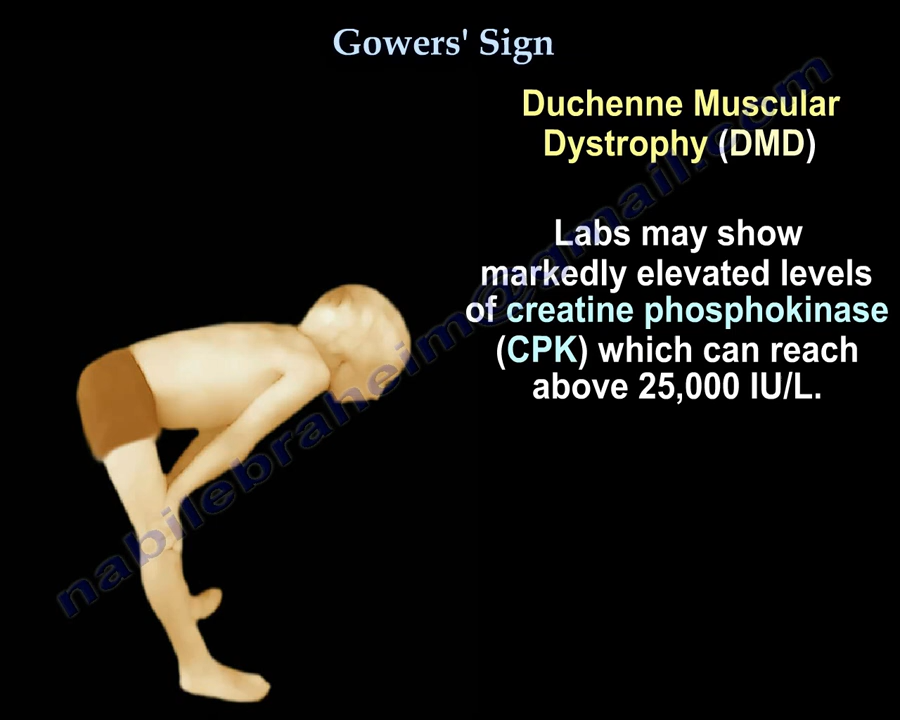 Gowers' Sign
Duchenne Muscular
Dystrophy (DMD)
Labs may show
markedly elevated levels
of creatine phosphokinase
(CPK) which can reach
above 25,000 IU/L.
nabilebraheim@gmail.com